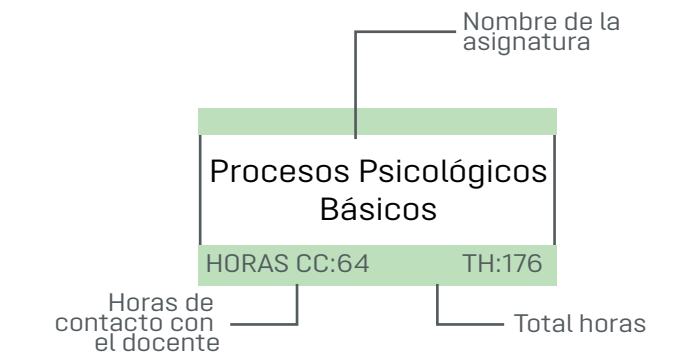 Nombre de la
asignatura
Procesos Psicológicos
Básicos
HORAS CC:64 TH:176
Horas de
contacto con
el docente
Total horas